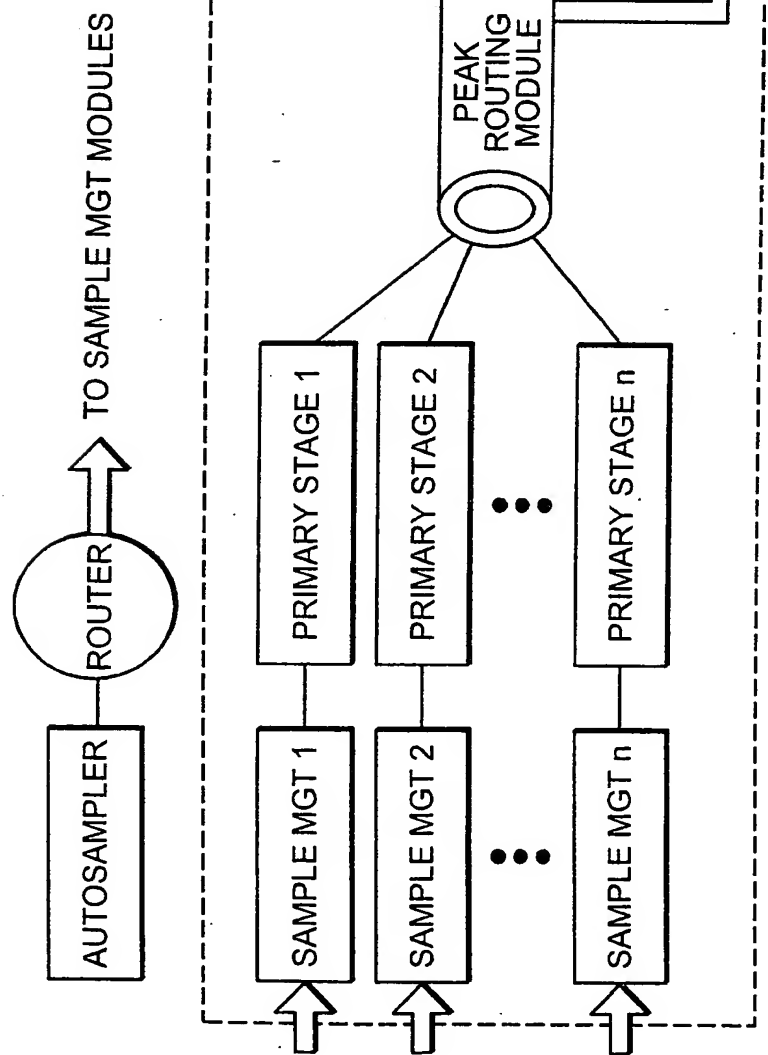 AUTOSAMPLER
ROUTER
TO SAMPLE MGT MODULES
SAMPLE MGT 1
PRIMARY STAGE 1
SAMPLE MGT 2
PRIMARY STAGE 2
SAMPLE MGT n
PRIMARY STAGE n
PEAK
ROUTING
MODULE